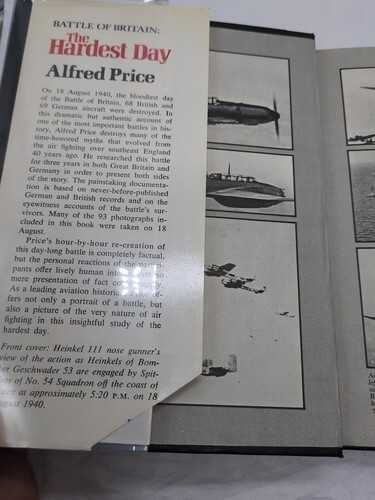 BATTLE OF BRITAIN:
The
Hardest Day
Alfred Price
On 18 August 1940, the bloodiest day
of the Battle of Britain, 68 British and
69 German aircraft were destroyed. In
this dramatic but authentic account of
one of the most important battles in his-
tory, Alfred Price destroys many of the
time-honored myths that evolved from
the air fighting over southeast England
40 years ago. He researched this battle
for three years in both Great Britain and
Germany in order to present both sides
of the story. The painstaking documenta-
tion is based on never-before-published
German and British records and on the
eyewitness accounts of the battle's sur-
vivors. Many of the 93 photographs in-
cluded in this book were taken on 18
August.
Price's hour-by-hour re-creation of
this day-long battle is completely factual,
but the personal reactions of the
pants offer lively human
mere presentation of fact
As a leading aviation
fers not only a portrait of a battle, but
also a picture of the very nature of air
fighting in this insightful study of the
hardest day.
Front cover: Heinkel 111 nose gunner's
view of the action as Heinkels of Bom-
ber Geschwader 53 are engaged by Spit-
res of No. 54 Squadron off the coast of
at approximately 5:20 P.M. on 18
ugust 1940.